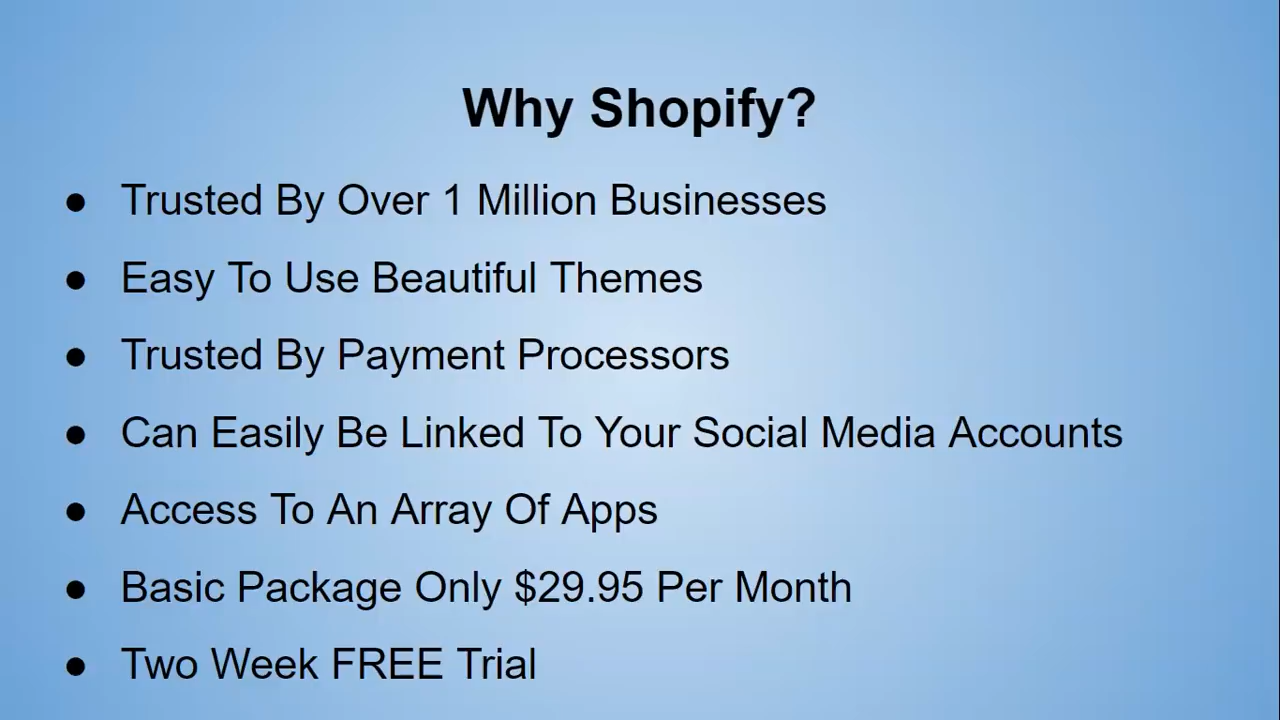 Why Shopify?
● Trusted By Over 1 Million Businesses
● Easy To Use Beautiful Themes
● Trusted By Payment Processors
● Can Easily Be Linked To Your Social Media Accounts
● Access To An Array Of Apps
● Basic Package Only $29.95 Per Month
● Two Week FREE Trial